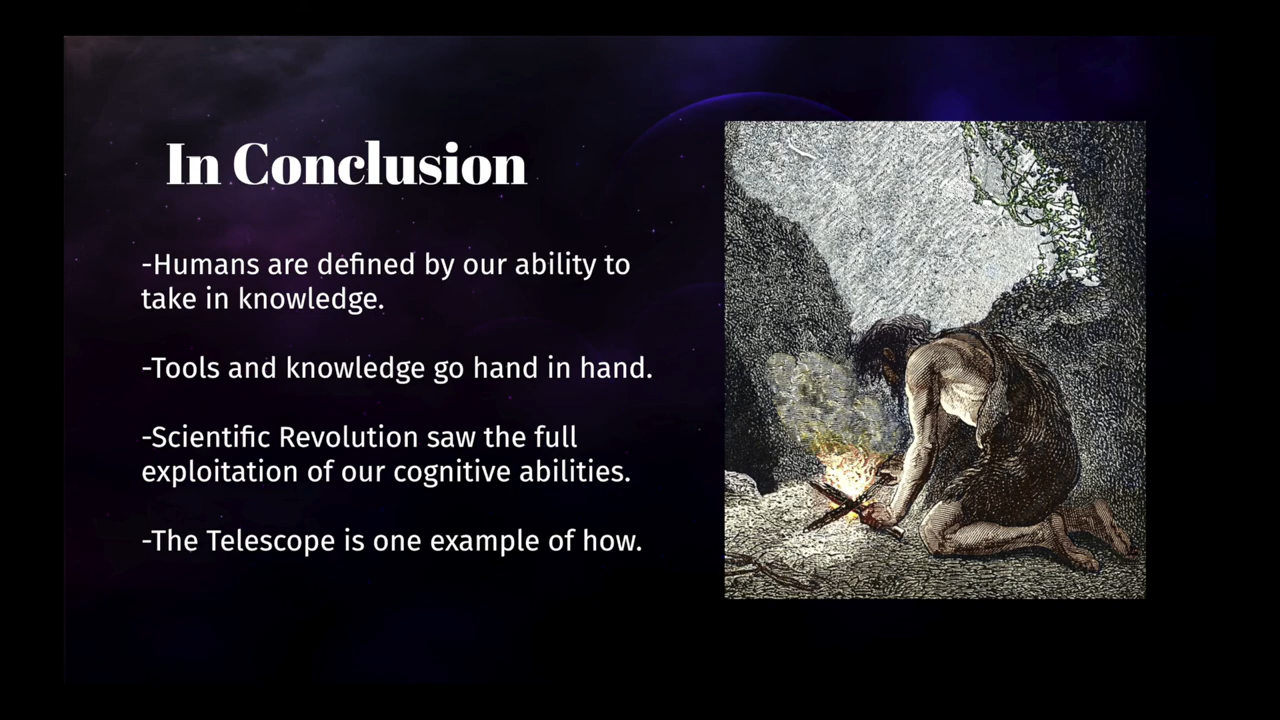 In Conclusion
-Humans are defined by our ability to
take in knowledge.
-Tools and knowledge go hand in hand.
-Scientific Revolution saw the full
exploitation of our cognitive abilities.
-The Telescope is one example of how.